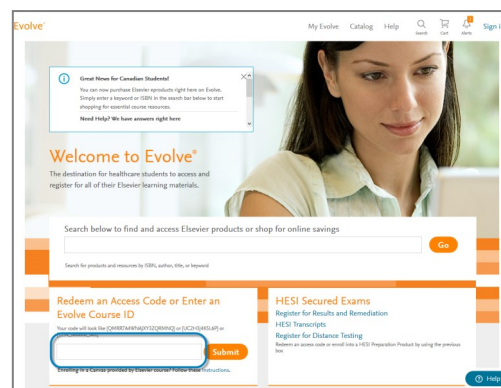 Evolve®
My Evolve Catalog Help Search Cart Alerts Sign i
Great News for Canadian Students!
You can now purchase Elsevier eproducts right here on Evolve.
Simply enter a keyword or ISBN in the search bar below to start
shopping for essential course resources.
Need Help? We have answers right here
Welcome to Evolve®
The destination for healthcare students to access and
register for all of their Elsevier learning materials.
Search below to find and access Elsevier products or shop for online savings
Go
Search for products and resources by ISBN, author, title, or keyword
Redeem an Access Code or Enter an
Evolve Course ID
Your code will look like
Submit
Enrolling in a Canvas provided by Elsevier course? Follow these instructions.
HESI Secured Exams
Register for Results and Remediation
HESI Transcripts
Register for Distance Testing
Redeem an access code or enroll into a HESI Preparation Product by using the previous
box
Help